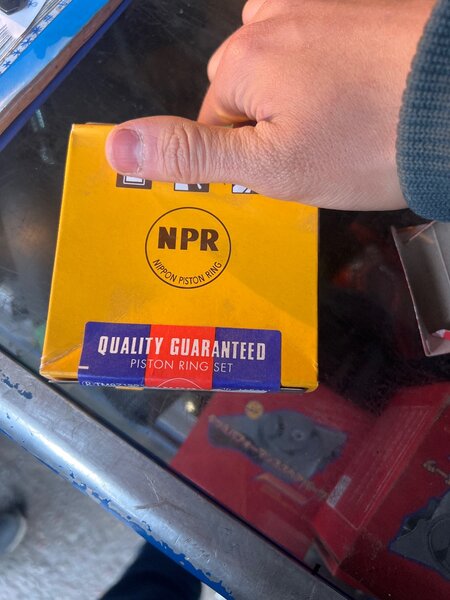 NPR
NIPPON PISTON RING
QUALITY GUARANTEED
PISTON RING SET